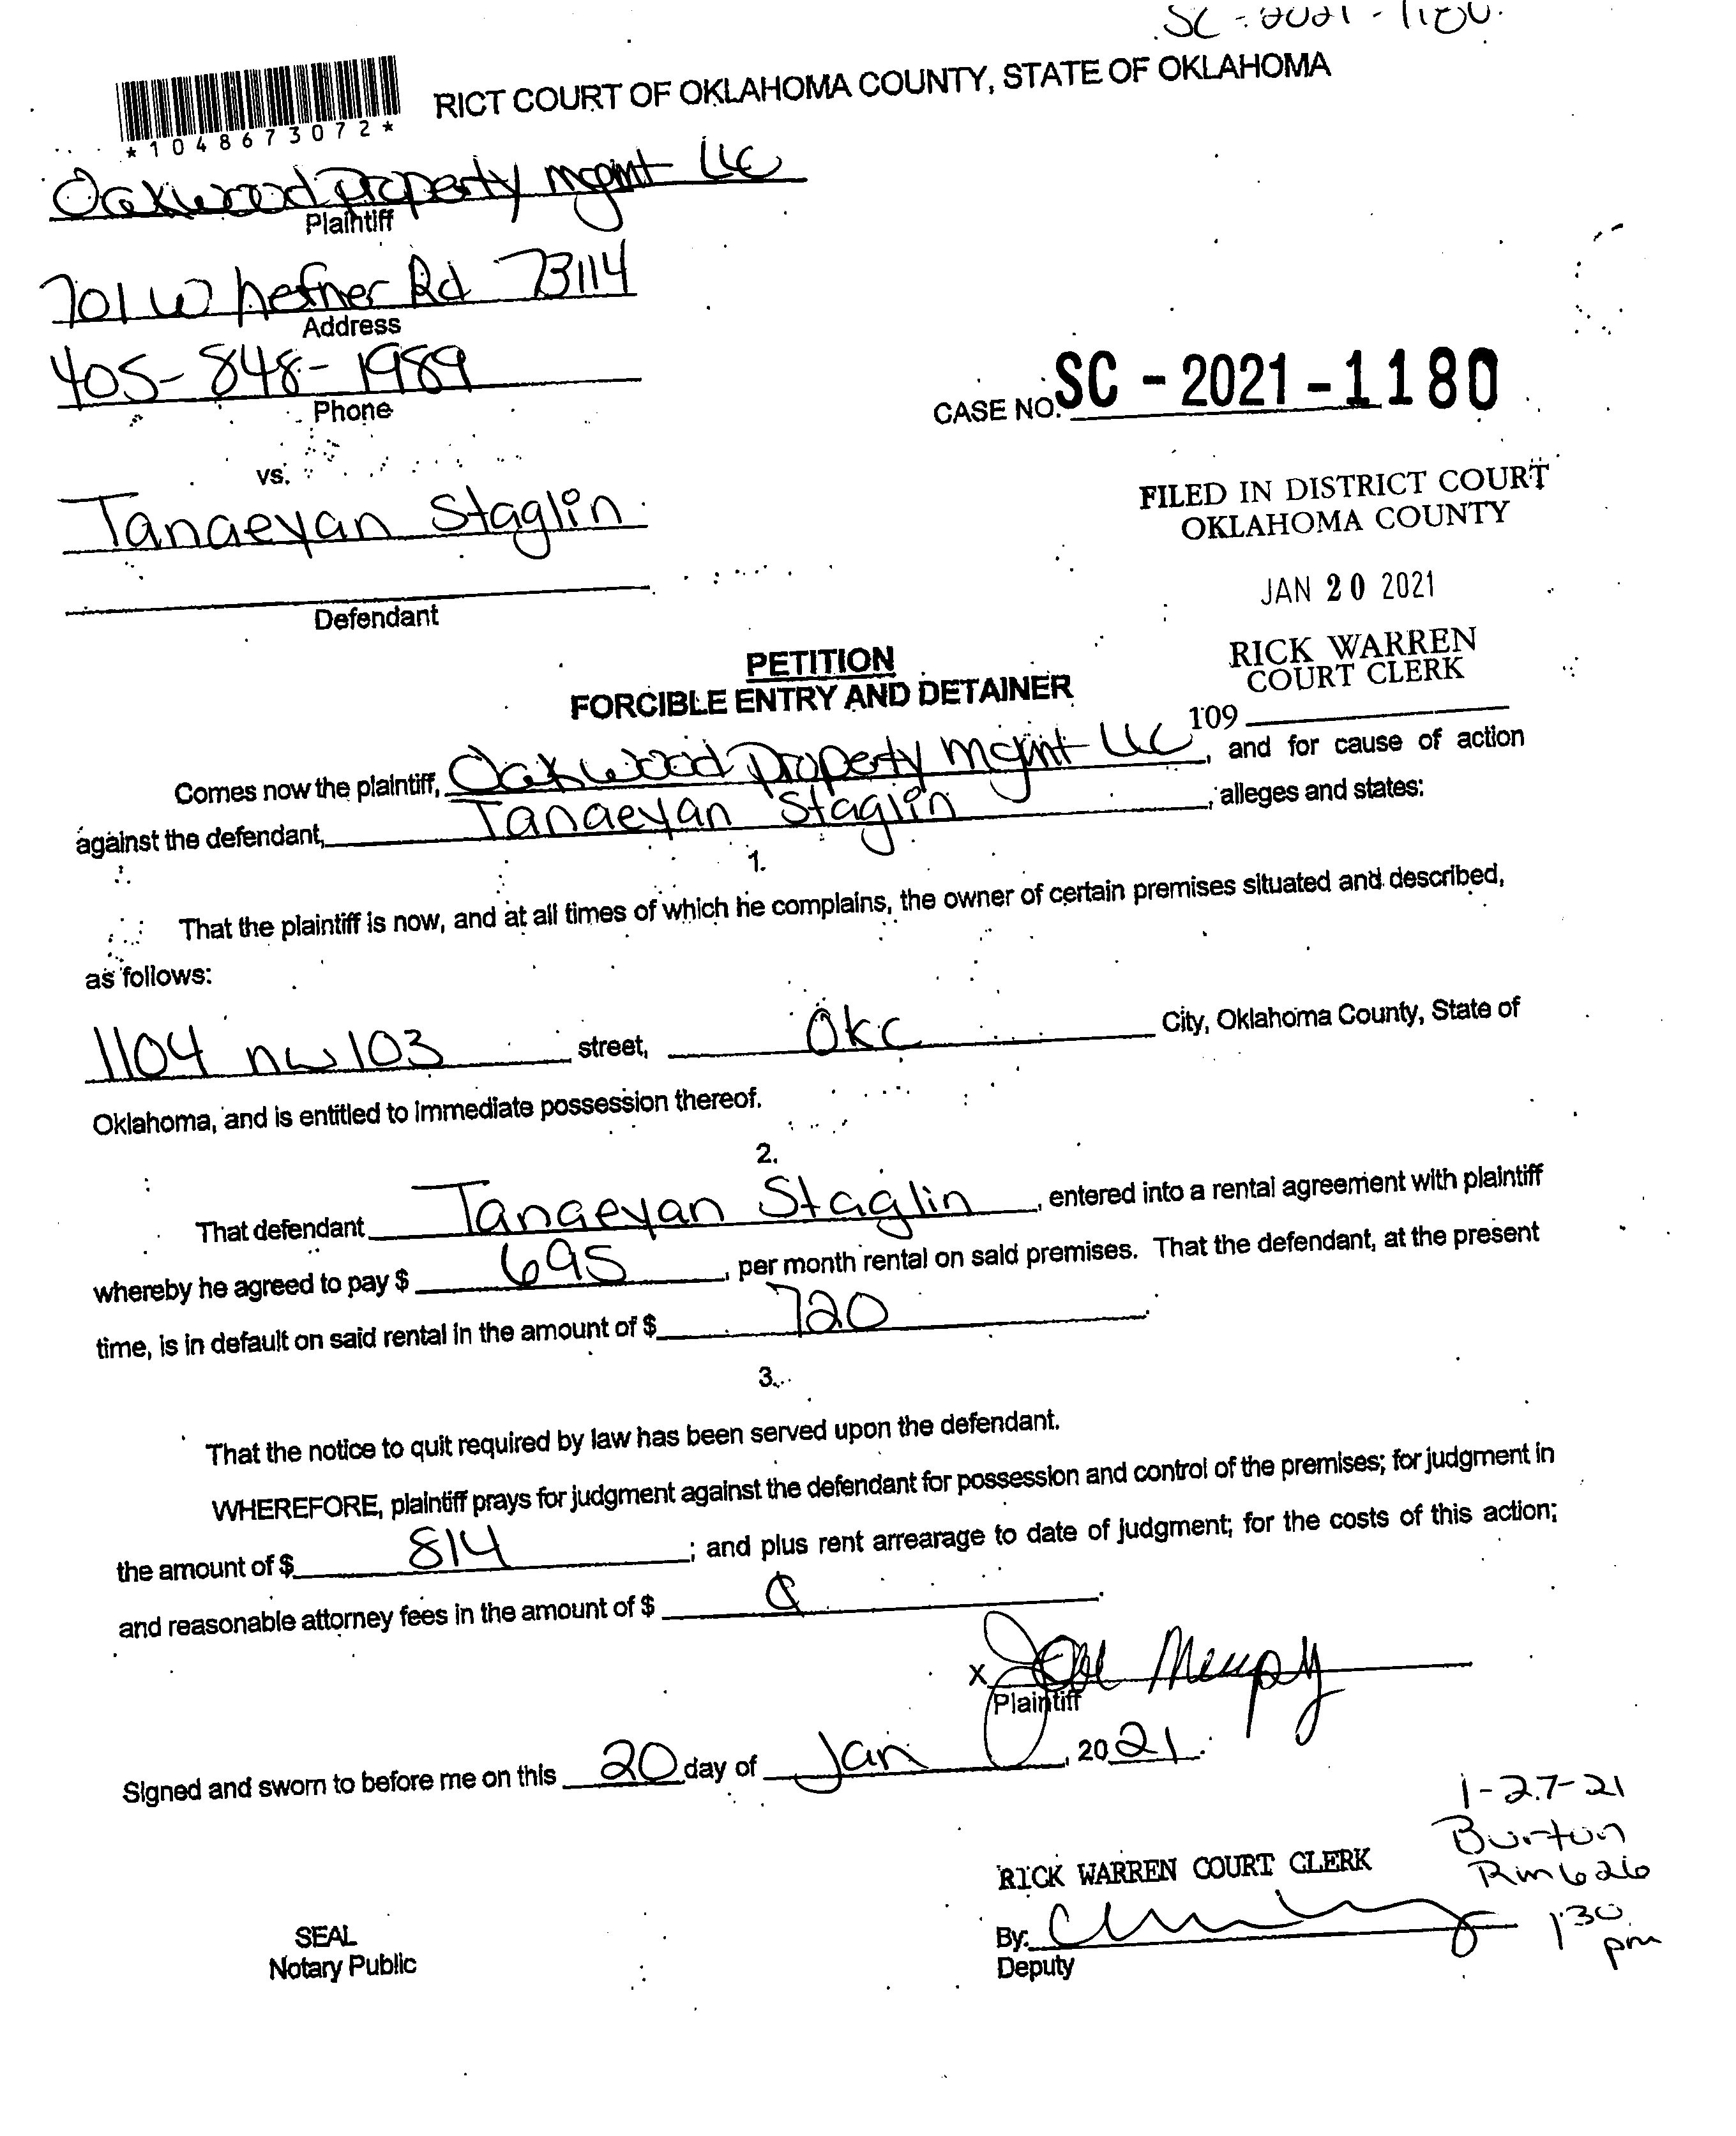 SC-2021-1180
RICT COURT OF OKLAHOMA COUNTY, STATE OF OKLAHOMA
*1048673072*
Oakwood Property mgmt LLC
Plaintiff
701 W hefner Rd 73114
Address
405-848-1989
Phone
CASE NO. SC-2021-1180
vs.
Tanaeyan Staglin
Defendant
FILED IN DISTRICT COURT
OKLAHOMA COUNTY
JAN 20 2021
RICK WARREN
COURT CLERK
109
PETITION
FORCIBLE ENTRY AND DETAINER
Comes now the plaintiff, Oakwood Property mgmt LLC, and for cause of action
against the defendant, Tanaeyan Staglin, alleges and states:
1.
That the plaintiff is now, and at all times of which he complains, the owner of certain premises situated and described,
as follows:
1104 nw 103 street, OKC City, Oklahoma County, State of
Oklahoma, and is entitled to immediate possession thereof.
2.
That defendant Tanaeyan Staglin, entered into a rental agreement with plaintiff
whereby he agreed to pay $ 695, per month rental on said premises. That the defendant, at the present
time, is in default on said rental in the amount of $ 720.
3.
That the notice to quit required by law has been served upon the defendant.
WHEREFORE, plaintiff prays for judgment against the defendant for possession and control of the premises; for judgment in
the amount of $ 814; and plus rent arrearage to date of judgment; for the costs of this action;
and reasonable attorney fees in the amount of $
X
Plaintiff
Signed and sworn to before me on this 20 day of Jan, 2021.
1-27-21
Burton
Rm 626
1:30
pm
RICK WARREN COURT CLERK
By:
Deputy
SEAL
Notary Public